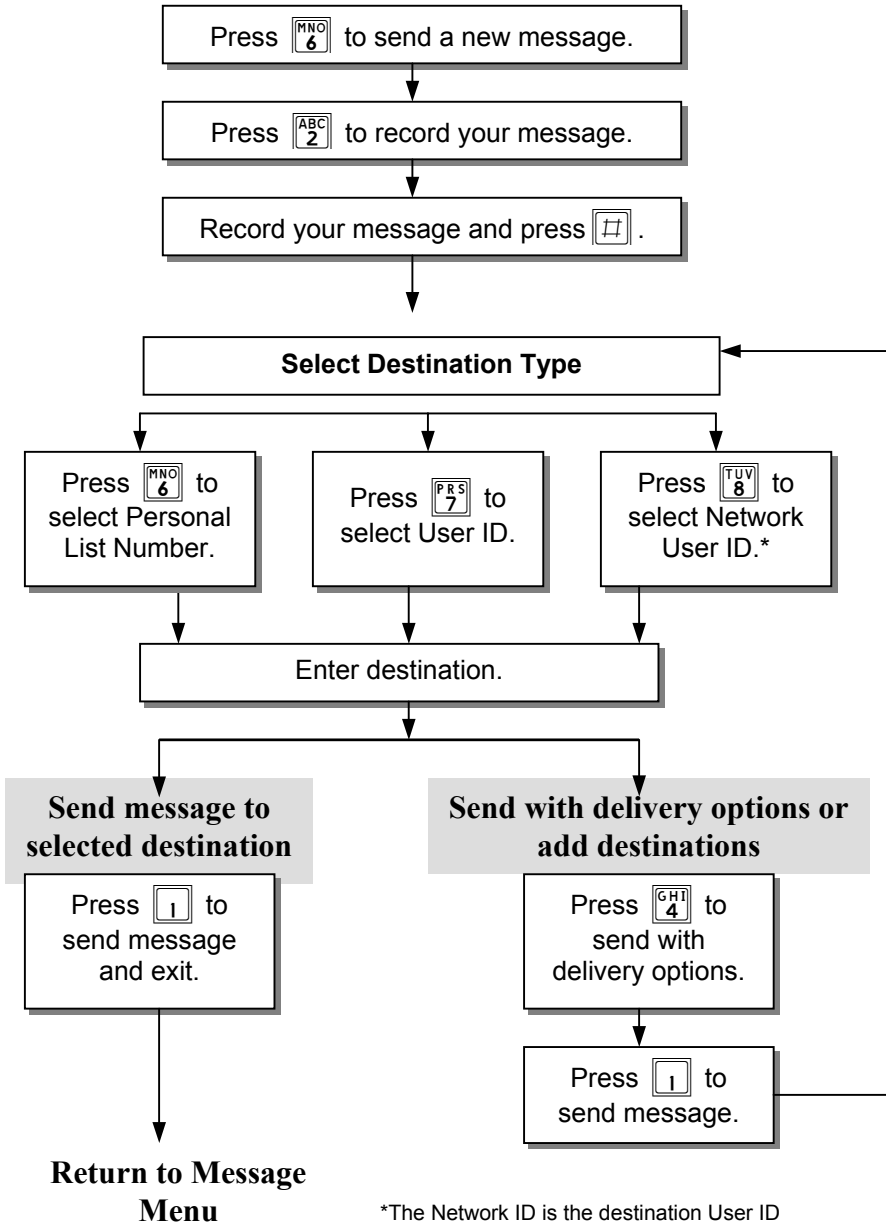 Press MNO 6 to send a new message.
Press ABC 2 to record your message.
Record your message and press # .
Select Destination Type
Press MNO 6 to
select Personal
List Number.
Press PRS 7 to
select User ID.
Press TUV 8 to
select Network
User ID.*
Enter destination.
Send message to
selected destination
Press 1 to
send message
and exit.
Send with delivery options or
add destinations
Press GHI 4 to
send with
delivery options.
Press 1 to
send message.
Return to Message
Menu
*The Network ID is the destination User ID